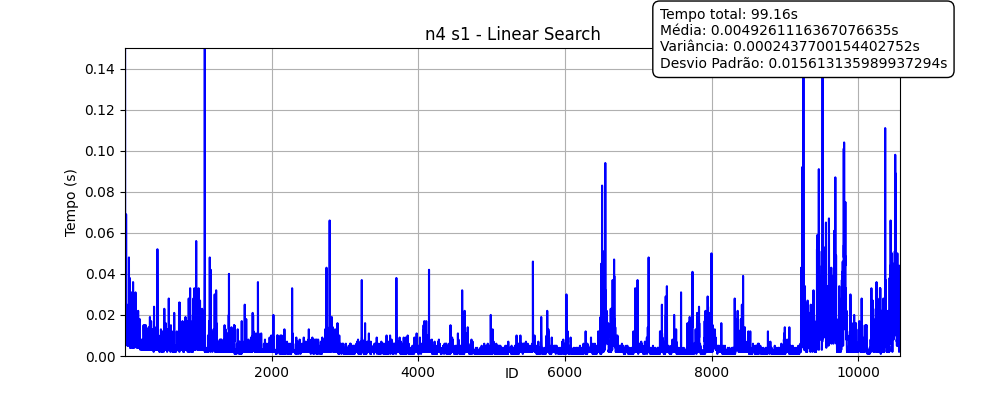 n4 s1 - Linear Search
Tempo total: 99.16s
Média: 0.0049261116367076635s
Variância: 0.0002437700154402752s
Desvio Padrão: 0.015613135989937294s
0.14
0.12
0.10
0.08
0.06
0.04
0.02
0.00
Tempo (s)
2000
4000
6000
8000
10000
ID